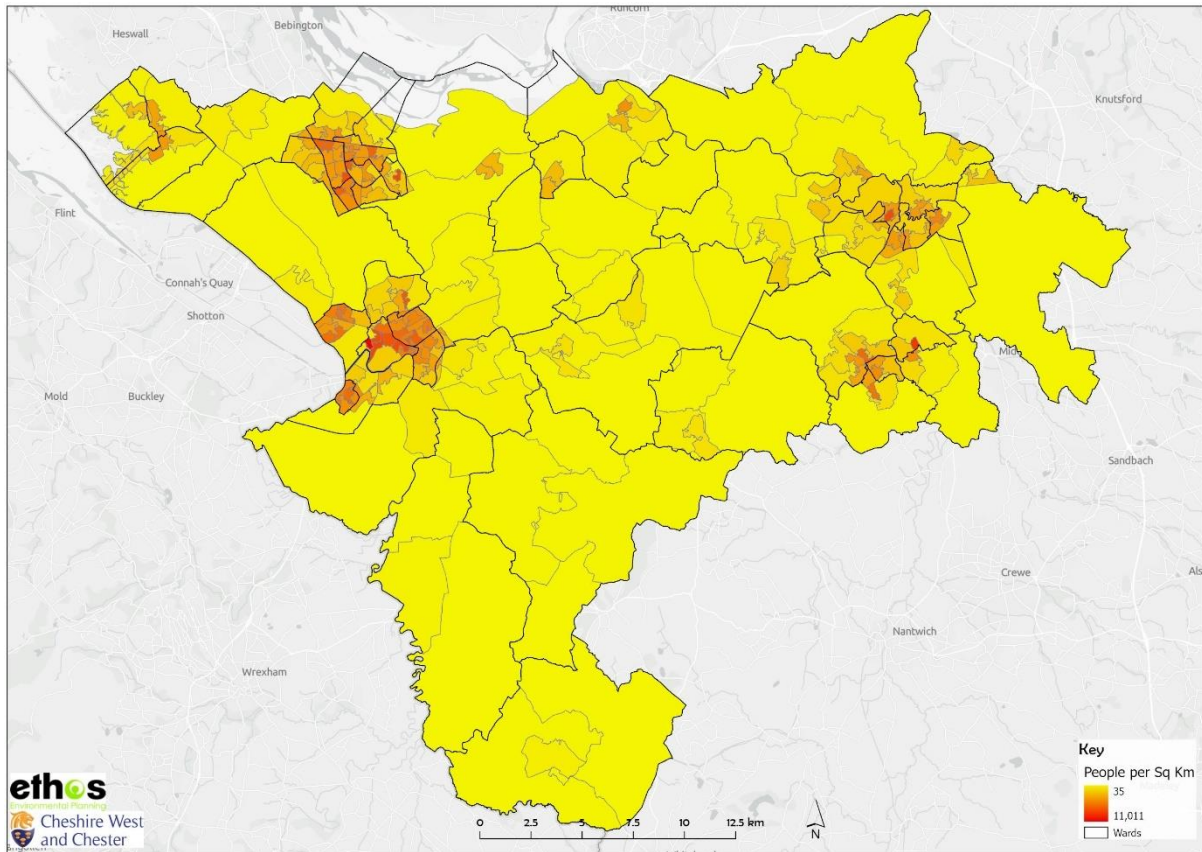 Runcorn
Heswall
Bebington
Knutsford
Flint
Connah's Quay
Shotton
Mold
Buckley
Mid
Sandbach
Crewe
Als
Nantwich
Wrexham
Key
People per Sq Km
35
11,011
Wards
ethos
Environmental Planning
Cheshire West
and Chester
0 2.5 5 7.5 10 12.5 km
N